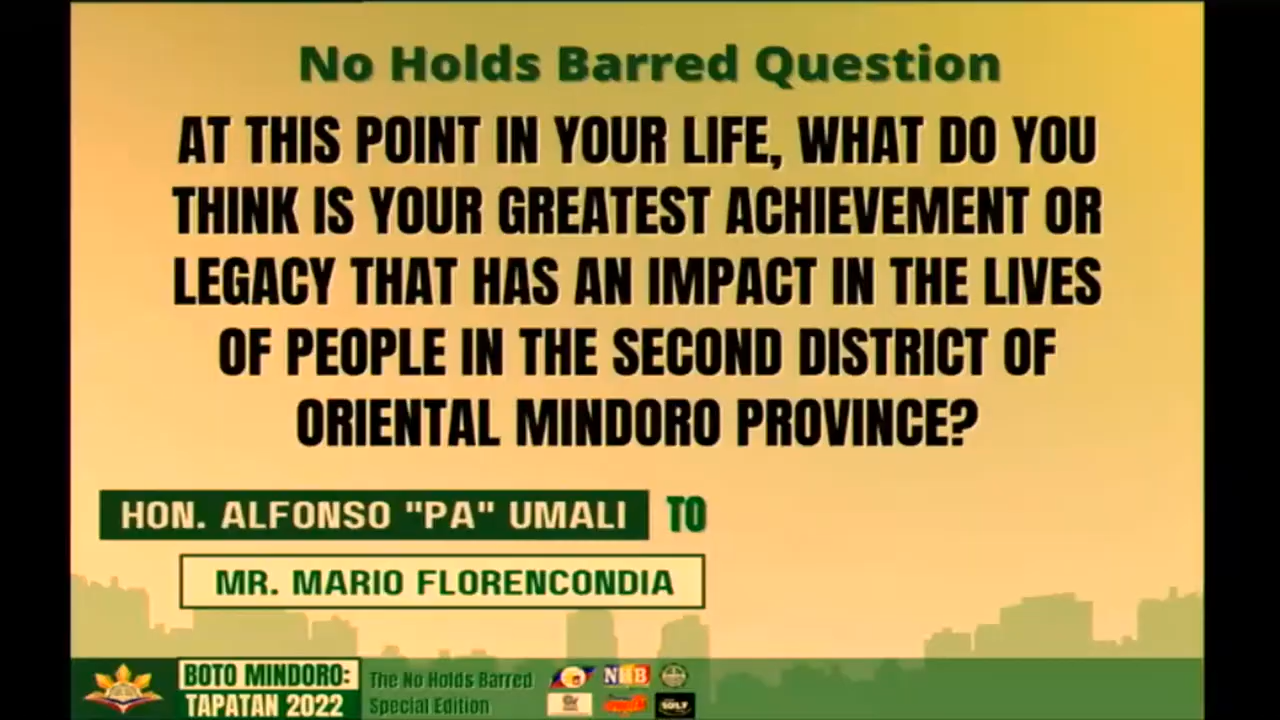 No Holds Barred Question
AT THIS POINT IN YOUR LIFE, WHAT DO YOU
THINK IS YOUR GREATEST ACHIEVEMENT OR
LEGACY THAT HAS AN IMPACT IN THE LIVES
OF PEOPLE IN THE SECOND DISTRICT OF
ORIENTAL MINDORO PROVINCE?
HON. ALFONSO "PA" UMALI TO
MR. MARIO FLORENCONDIA
BOTO MINDORO:
TAPATAN 2022
The No Holds Barred
Special Edition
NHB